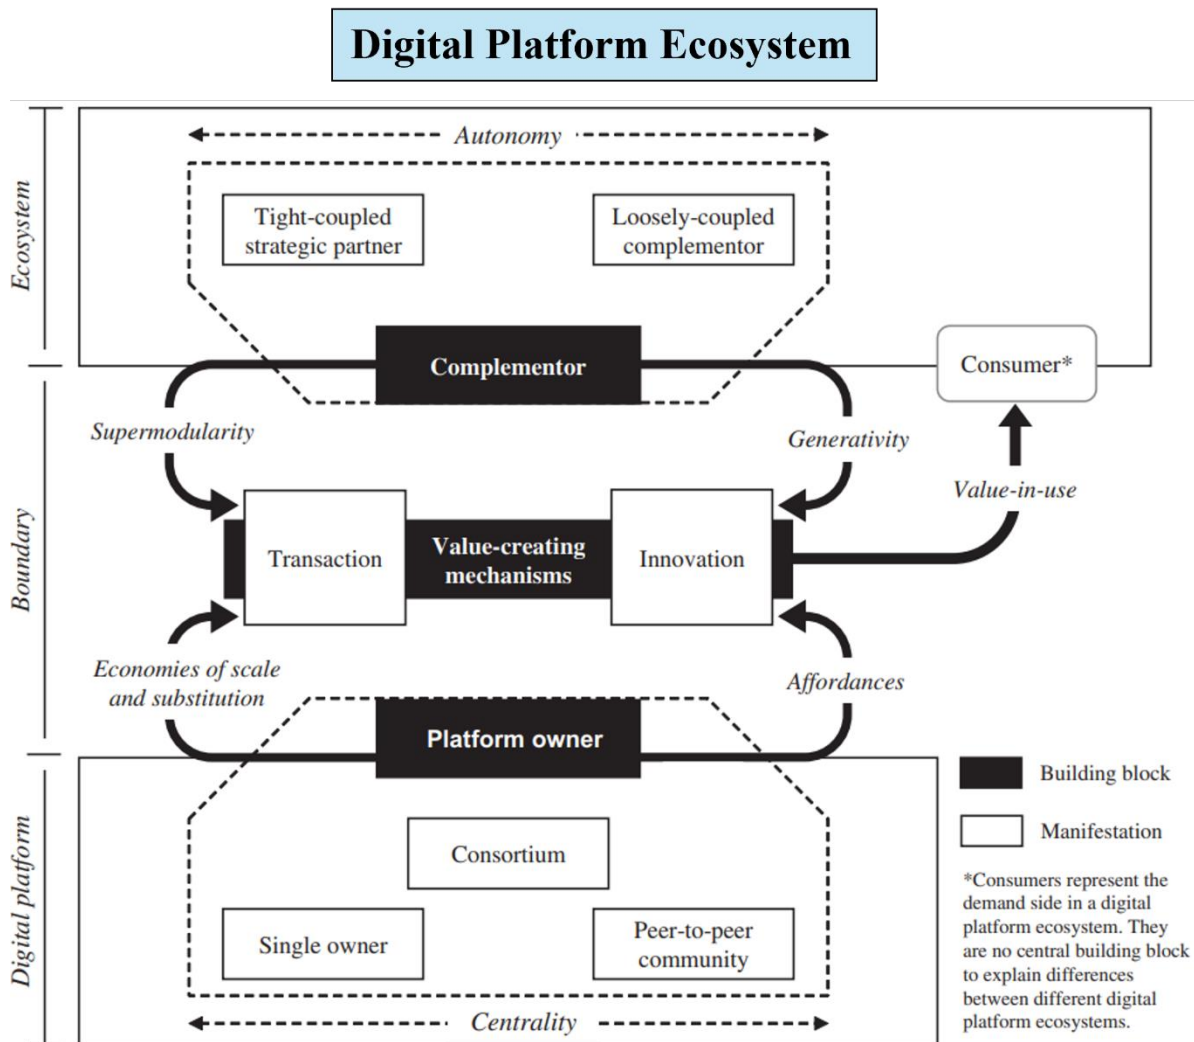 Digital Platform Ecosystem
Ecosystem
Autonomy
Tight-coupled
strategic partner
Loosely-coupled
complementor
Complementor
Consumer*
Boundary
Supermodularity
Generativity
Value-in-use
Transaction
Value-creating
mechanisms
Innovation
Economies of scale
and substitution
Affordances
Digital platform
Platform owner
Consortium
Single owner
Peer-to-peer
community
Centrality
Building block
Manifestation
*Consumers represent the
demand side in a digital
platform ecosystem. They
are no central building block
to explain differences
between different digital
platform ecosystems.